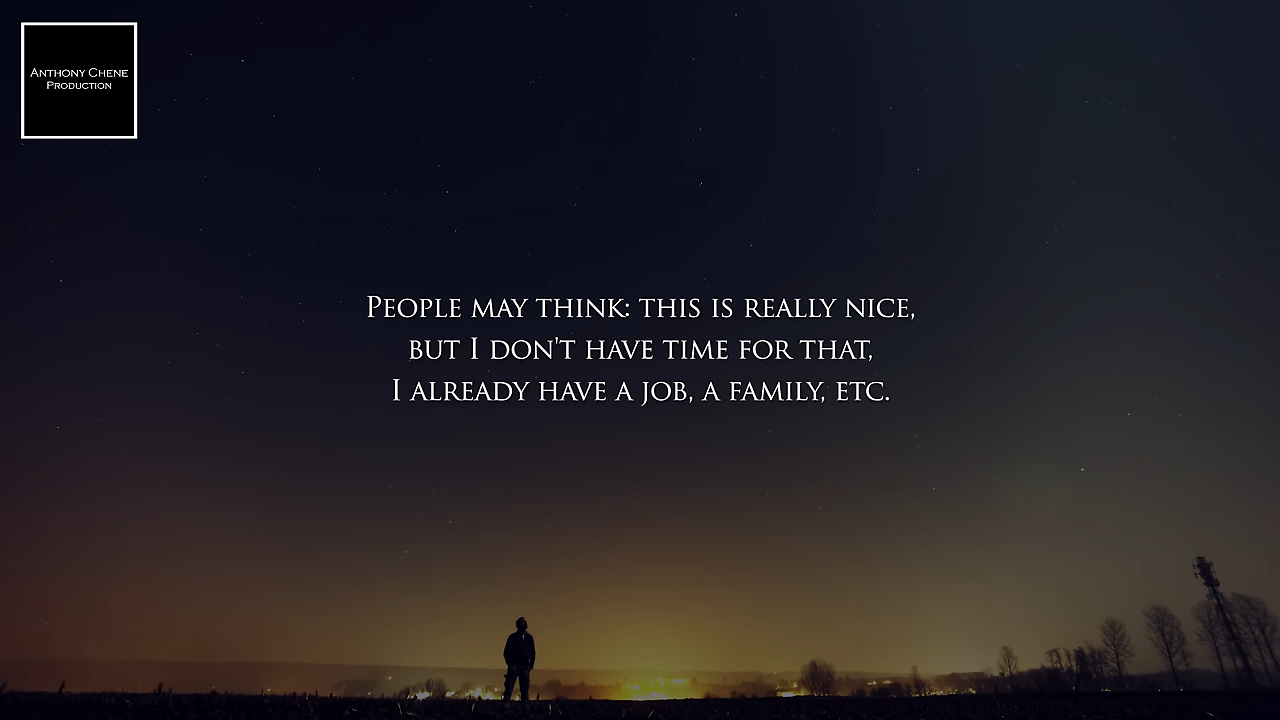 Anthony Chene
Production
People may think: this is really nice,
but I don't have time for that,
I already have a job, a family, etc.